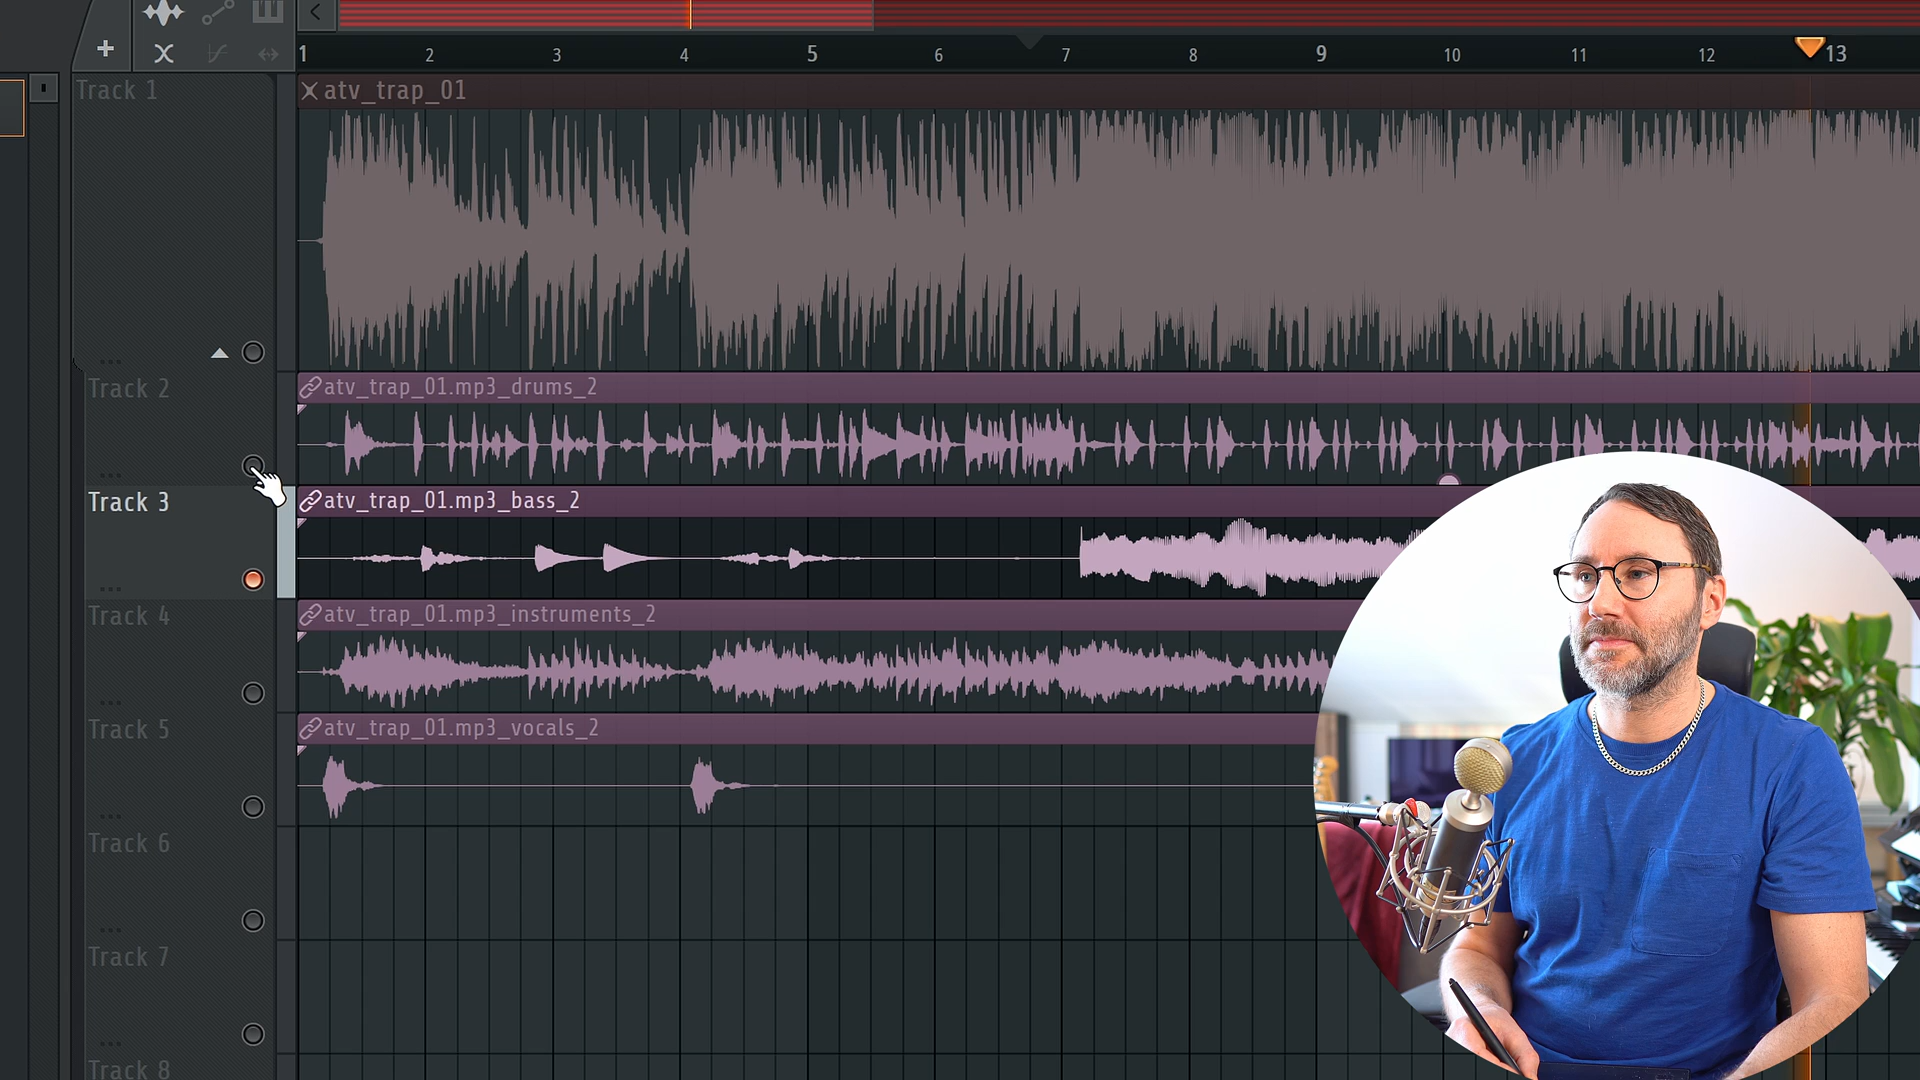 1 2 3 4 5 6 7 8 9 10 11 12 13
Track 1
atv_trap_01
...
Track 2
atv_trap_01.mp3_drums_2
...
Track 3
atv_trap_01.mp3_bass_2
...
Track 4
atv_trap_01.mp3_instruments_2
...
Track 5
atv_trap_01.mp3_vocals_2
...
Track 6
...
Track 7
...
Track 8